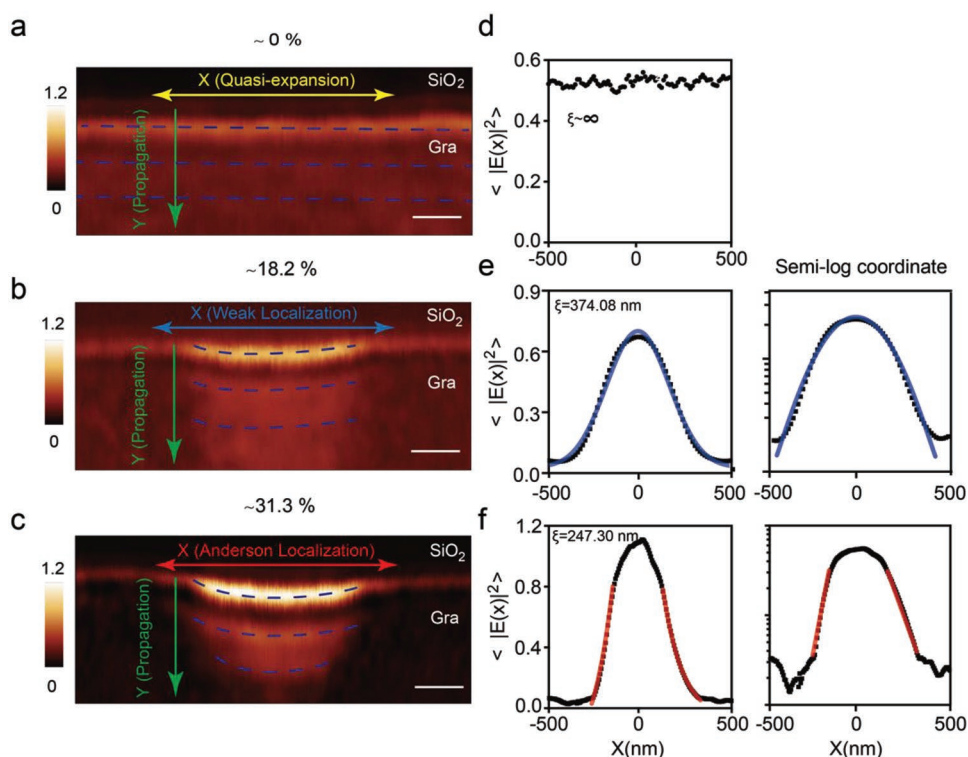 a
~ 0 %
1.2
0
X (Quasi-expansion)
Y (Propagation)
SiO2
Gra
b
~18.2 %
1.2
0
X (Weak Localization)
Y (Propagation)
SiO2
Gra
c
~31.3 %
1.2
0
X (Anderson Localization)
Y (Propagation)
SiO2
Gra
d
< |E(x)|²>
0.6
0.4
0.2
0.0
ξ~∞
-500 0 500
e
< |E(x)|²>
0.9
0.6
0.3
0.0
ξ=374.08 nm
-500 0 500
Semi-log coordinate
-500 0 500
f
< |E(x)|²>
1.2
0.8
0.4
0.0
ξ=247.30 nm
-500 0 500
X(nm)
-500 0 500
X(nm)